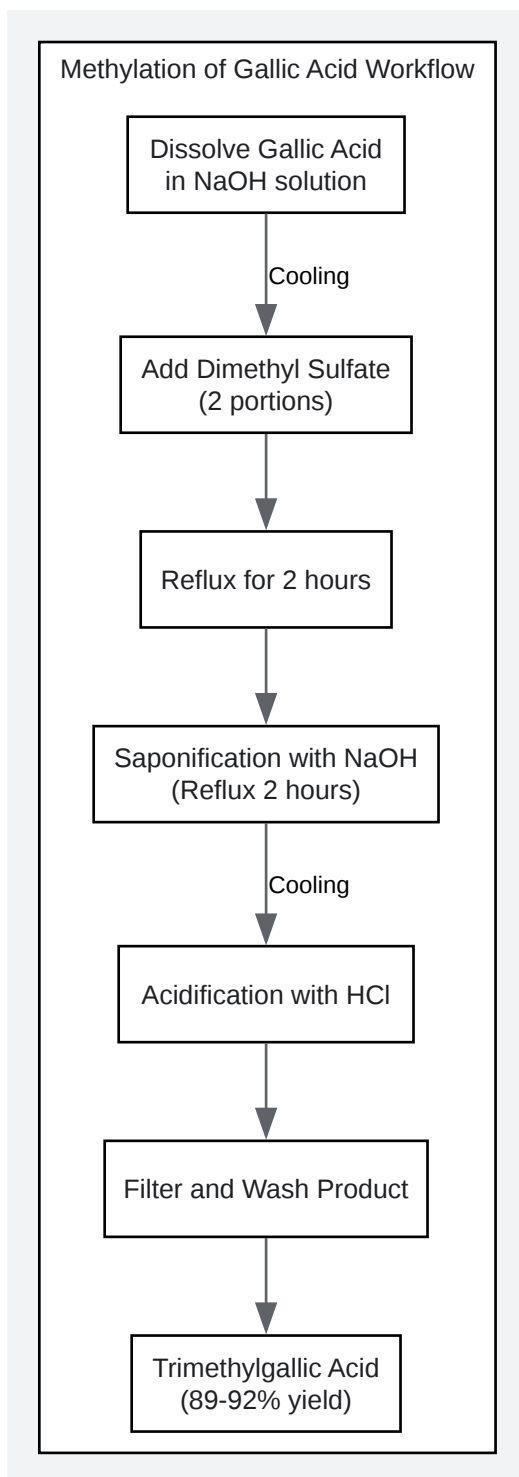 Methylation of Gallic Acid Workflow
Dissolve Gallic Acid
in NaOH solution
Cooling
Add Dimethyl Sulfate
(2 portions)
Reflux for 2 hours
Saponification with NaOH
(Reflux 2 hours)
Cooling
Acidification with HCl
Filter and Wash Product
Trimethylgallic Acid
(89-92% yield)